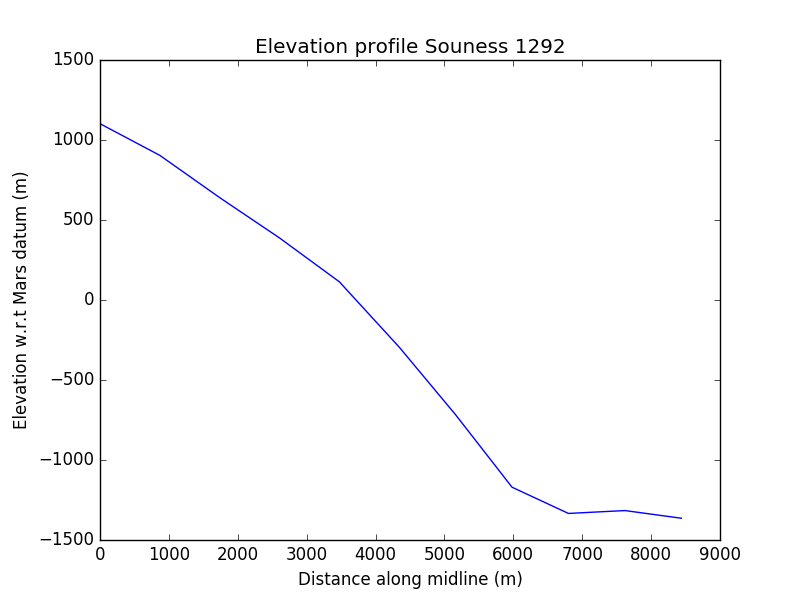 Elevation profile Souness 1292
1500
1000
500
0
−500
−1000
−1500
Elevation w.r.t Mars datum (m)
0 1000 2000 3000 4000 5000 6000 7000 8000 9000
Distance along midline (m)